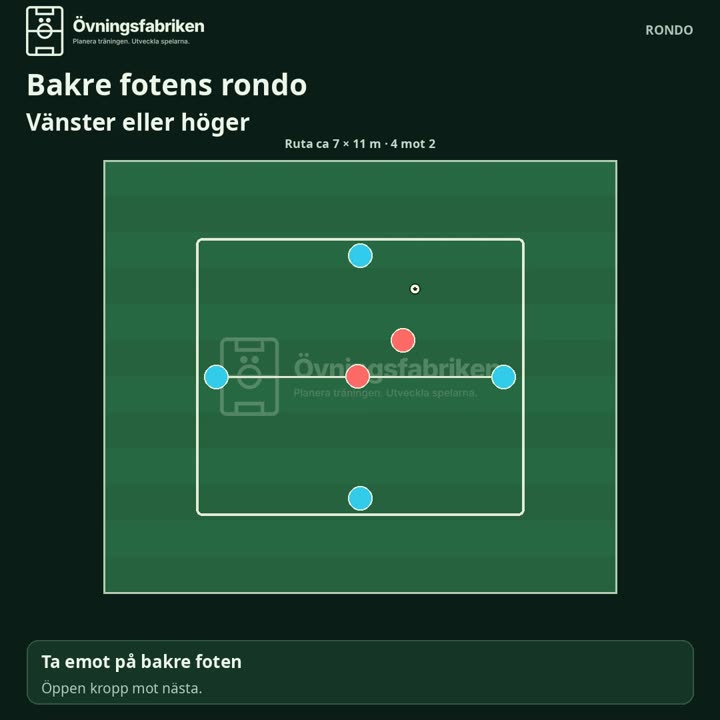 Övningsfabriken
Planera träningen. Utveckla spelarna.
RONDO
Bakre fotens rondo
Vänster eller höger
Ruta ca 7 × 11 m · 4 mot 2
Övningsfabriken
Planera träningen. Utveckla spelarna.
Ta emot på bakre foten
Öppen kropp mot nästa.